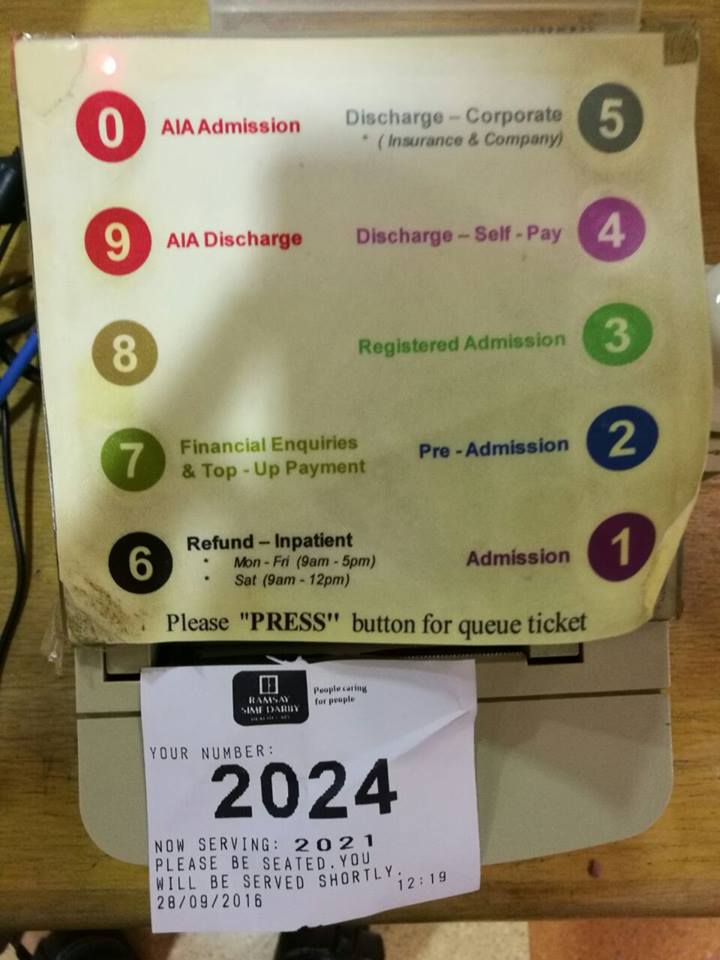 0 AIA Admission
Discharge – Corporate 5
* ( Insurance & Company)
9 AIA Discharge
Discharge – Self - Pay 4
8
Registered Admission 3
7 Financial Enquiries
& Top - Up Payment
Pre - Admission 2
6 Refund – Inpatient
* Mon - Fri (9am - 5pm)
* Sat (9am - 12pm)
Admission 1
Please "PRESS" button for queue ticket
RAMSAY
SIME DARBY
HEALTH CARE
People caring
for people
YOUR NUMBER:
2024
NOW SERVING: 2021
PLEASE BE SEATED.YOU
WILL BE SERVED SHORTLY.
12:19
28/09/2016